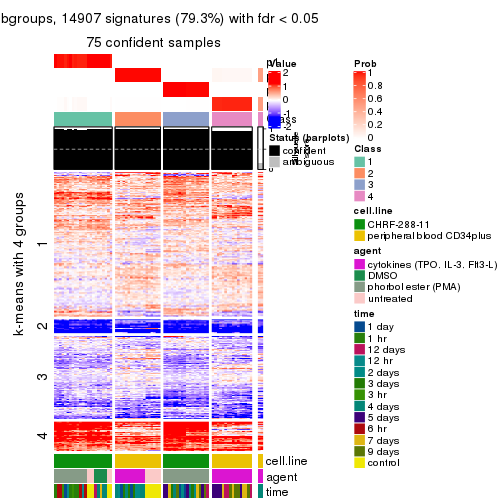 bgroups, 14907 signatures (79.3%) with fdr < 0.05
75 confident samples
k-means with 4 groups
1
2
3
4
Value
2
1
0
-1
-2
Status (barplots)
confident
ambiguous
Prob
1
0.8
0.6
0.4
0.2
0
Class
1
2
3
4
cell.line
CHRF-288-11
peripheral blood CD34plus
agent
cytokines (TPO, IL-3, Flt3-L)
DMSO
phorbol ester (PMA)
untreated
time
1 day
1 hr
12 days
12 hr
2 days
3 days
3 hr
4 days
5 days
6 hr
7 days
9 days
control
cell.line
agent
time